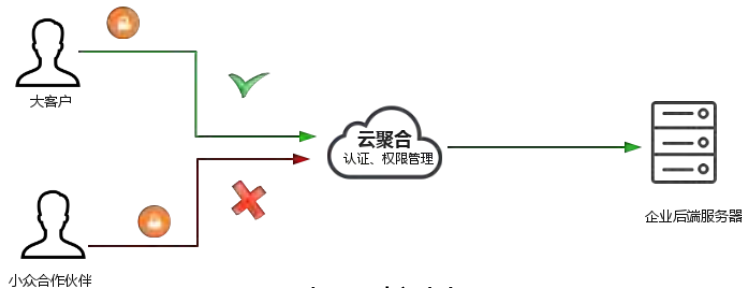 大客户
云聚合
认证、权限管理
企业后端服务器
小众合作伙伴